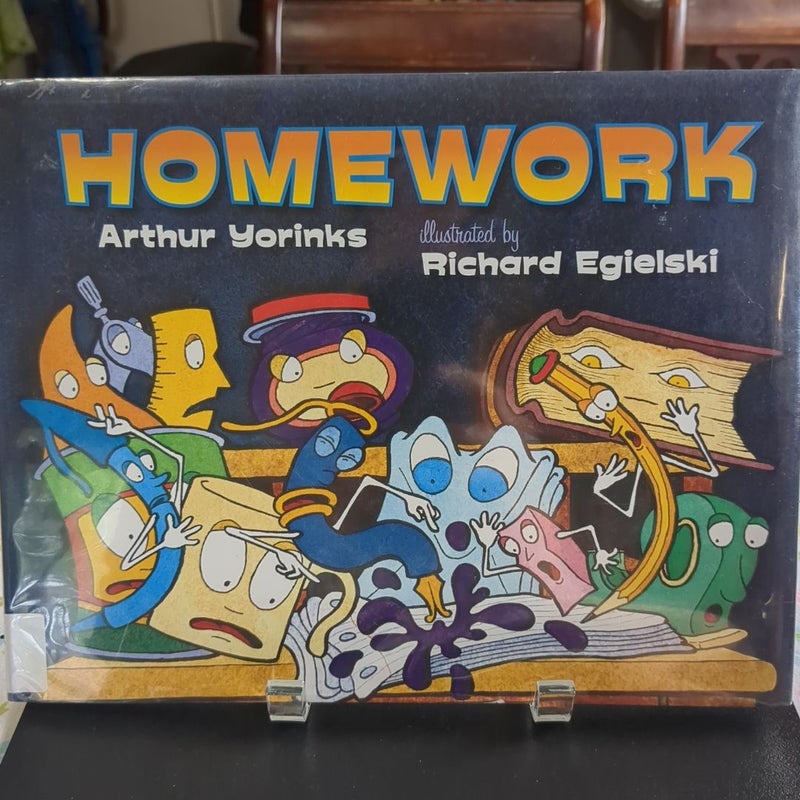 HOMEWORK
Arthur Yorinks
illustrated by
Richard Egielski